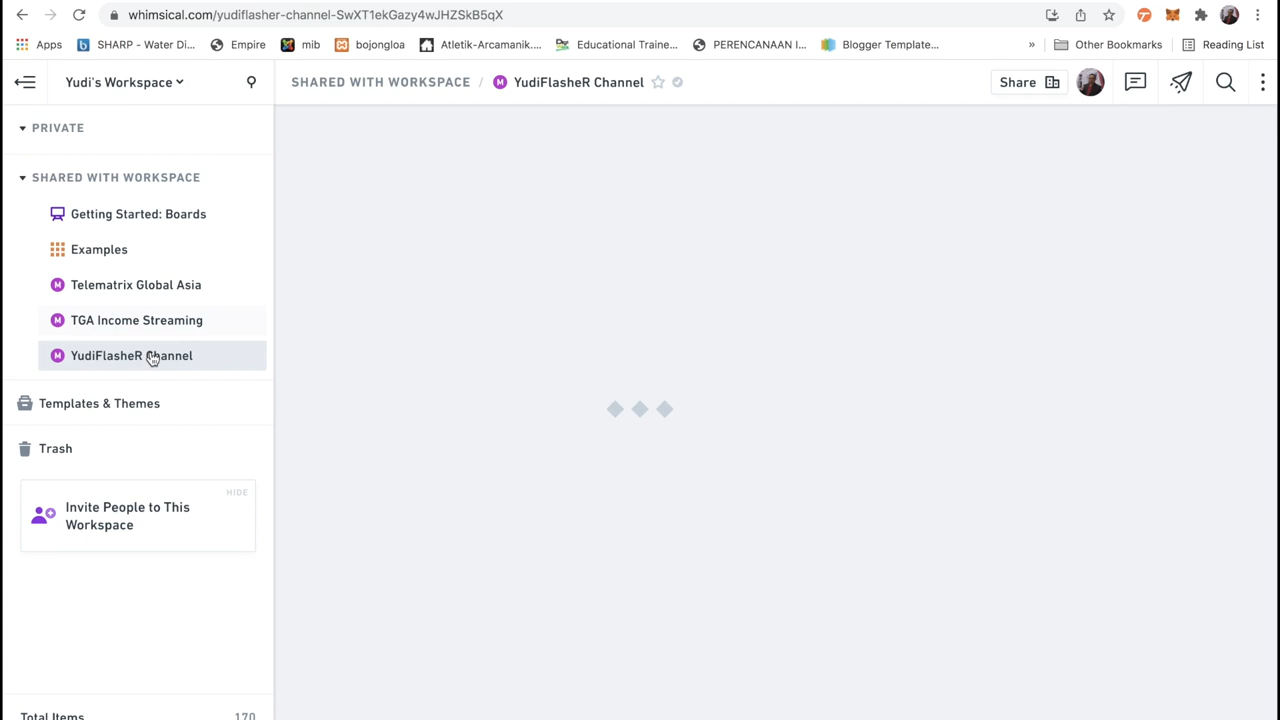 whimsical.com/yudiflasher-channel-SwXT1ekGazy4wJHZSkB5qX
Apps SHARP - Water Di... Empire mib bojongloa Atletik-Arcamanik.... Educational Traine... PERENCANAAN I... Blogger Template... » Other Bookmarks Reading List
Yudi's Workspace SHARED WITH WORKSPACE / M YudiFlasheR Channel Share
PRIVATE
SHARED WITH WORKSPACE
Getting Started: Boards
Examples
M Telematrix Global Asia
M TGA Income Streaming
M YudiFlasheR Channel
Templates & Themes
Trash
HIDE
Invite People to This
Workspace
Total Items 170